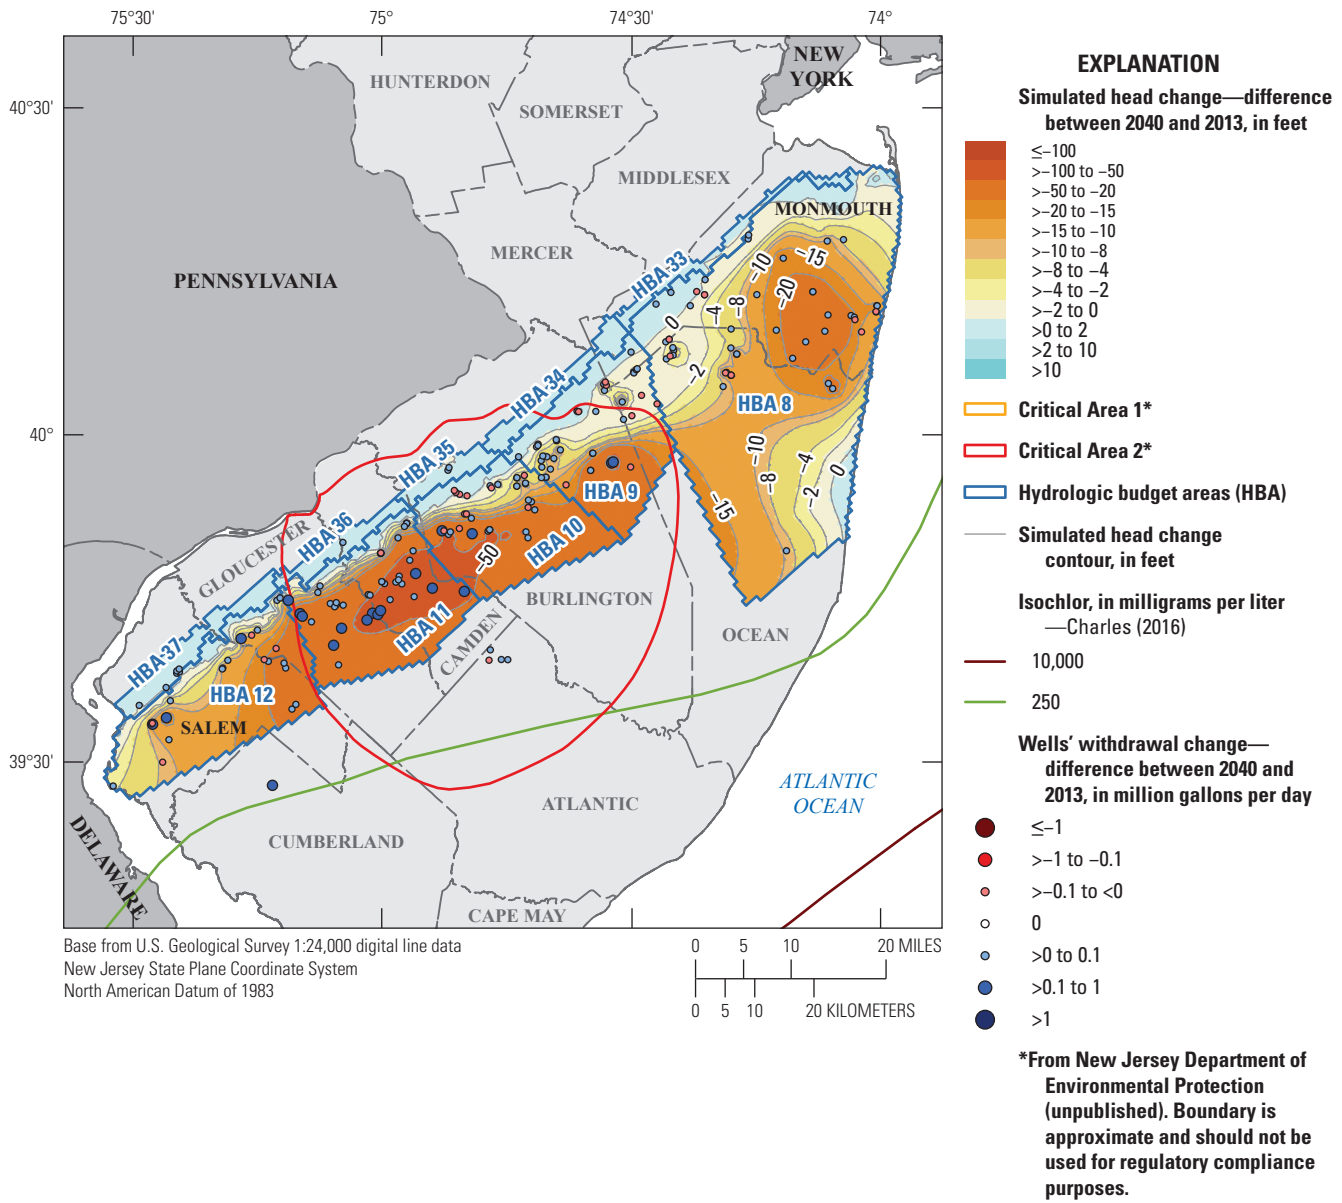 75°30'
75°
74°30'
74°
40°30'
40°
39°30'
NEW
YORK
HUNTERDON
SOMERSET
MIDDLESEX
MONMOUTH
MERCER
PENNSYLVANIA
HBA 33
HBA 34
HBA 35
HBA 36
HBA 37
HBA 8
HBA 9
HBA 10
HBA 11
HBA 12
−10
−15
−20
−8
−4
0
−2
−10
−8
−4
−2
0
−15
−50
GLOUCESTER
CAMDEN
BURLINGTON
OCEAN
SALEM
ATLANTIC
CUMBERLAND
CAPE MAY
DELAWARE
ATLANTIC
OCEAN
Base from U.S. Geological Survey 1:24,000 digital line data
New Jersey State Plane Coordinate System
North American Datum of 1983
0 5 10 20 MILES
0 5 10 20 KILOMETERS
EXPLANATION
Simulated head change—difference
between 2040 and 2013, in feet
≤−100
>−100 to −50
>−50 to −20
>−20 to −15
>−15 to −10
>−10 to −8
>−8 to −4
>−4 to −2
>−2 to 0
>0 to 2
>2 to 10
>10
Critical Area 1*
Critical Area 2*
Hydrologic budget areas (HBA)
Simulated head change
contour, in feet
Isochlor, in milligrams per liter
—Charles (2016)
10,000
250
Wells' withdrawal change—
difference between 2040 and
2013, in million gallons per day
≤−1
>−1 to −0.1
>−0.1 to <0
0
>0 to 0.1
>0.1 to 1
>1
*From New Jersey Department of
Environmental Protection
(unpublished). Boundary is
approximate and should not be
used for regulatory compliance
purposes.